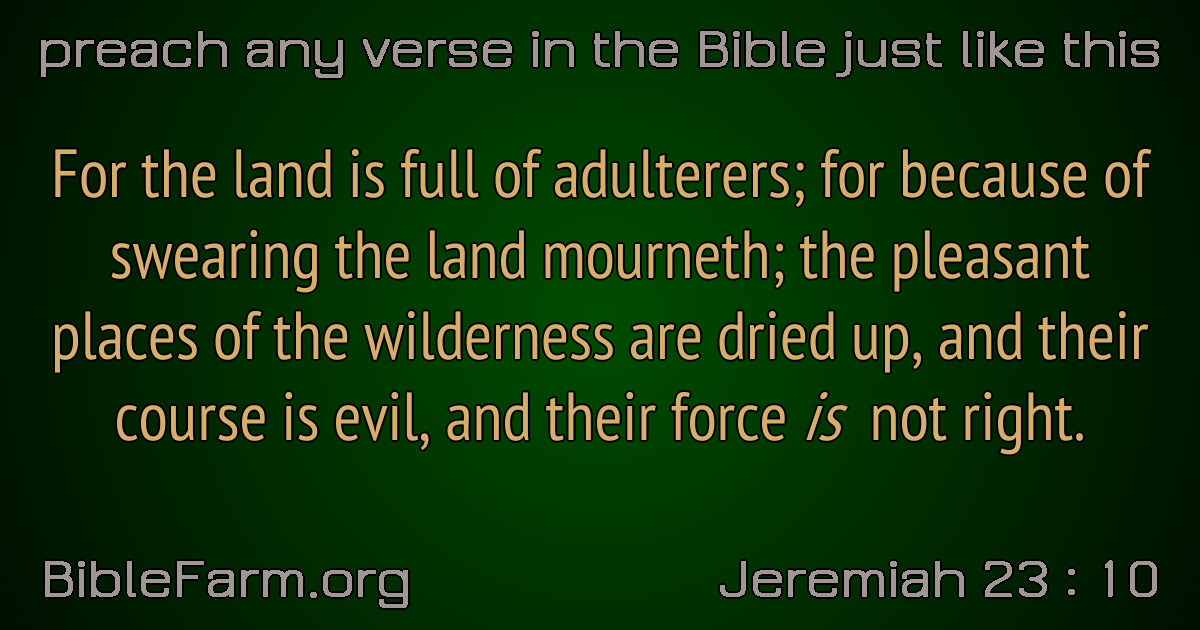 preach any verse in the Bible just like this
For the land is full of adulterers; for because of
swearing the land mourneth; the pleasant
places of the wilderness are dried up, and their
course is evil, and their force is not right.
BibleFarm.org
Jeremiah 23 : 10